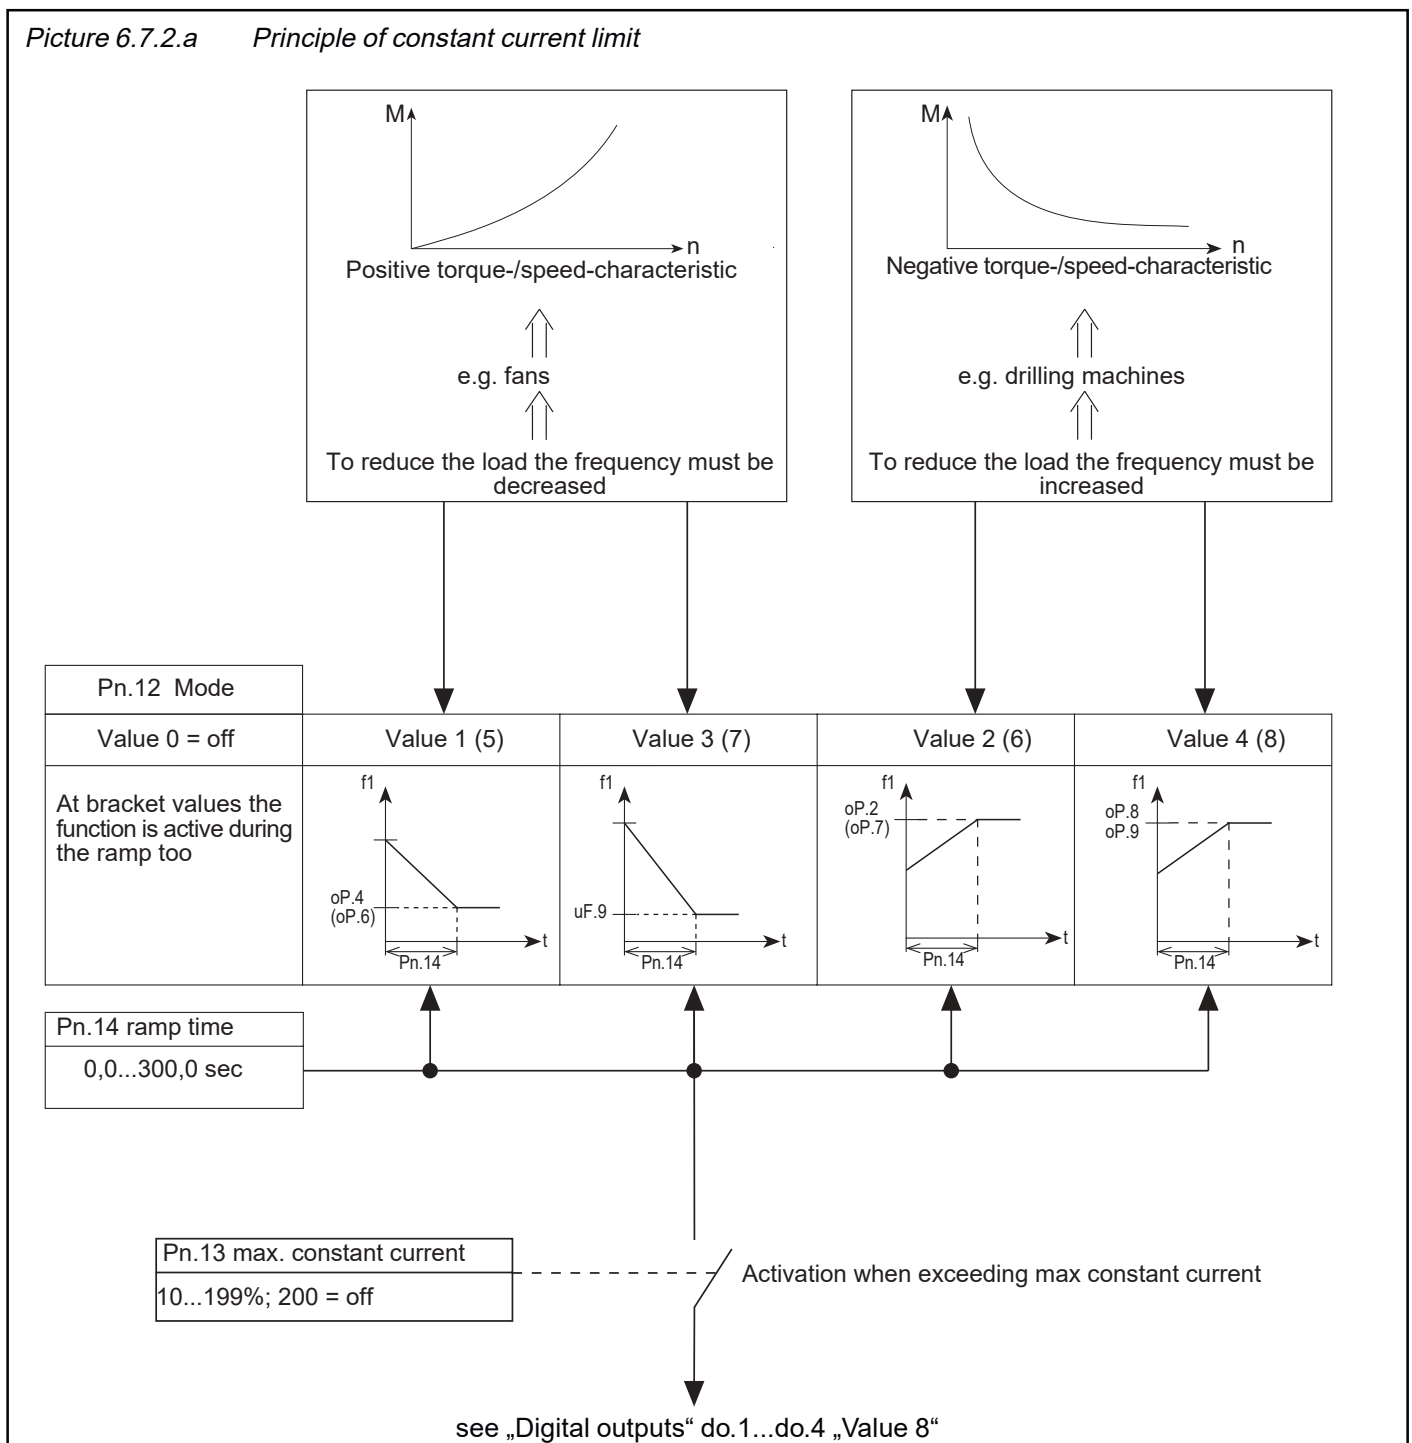 Picture 6.7.2.a Principle of constant current limit
M
n
Positive torque-/speed-characteristic
e.g. fans
To reduce the load the frequency must be
decreased
M
n
Negative torque-/speed-characteristic
e.g. drilling machines
To reduce the load the frequency must be
increased
Pn.12 Mode
Value 0 = off
Value 1 (5)
Value 3 (7)
Value 2 (6)
Value 4 (8)
At bracket values the
function is active during
the ramp too
f1
oP.4
(oP.6)
t
Pn.14
f1
uF.9
t
Pn.14
f1
oP.2
(oP.7)
t
Pn.14
f1
oP.8
oP.9
t
Pn.14
Pn.14 ramp time
0,0...300,0 sec
Pn.13 max. constant current
10...199%; 200 = off
Activation when exceeding max constant current
see „Digital outputs“ do.1...do.4 „Value 8“